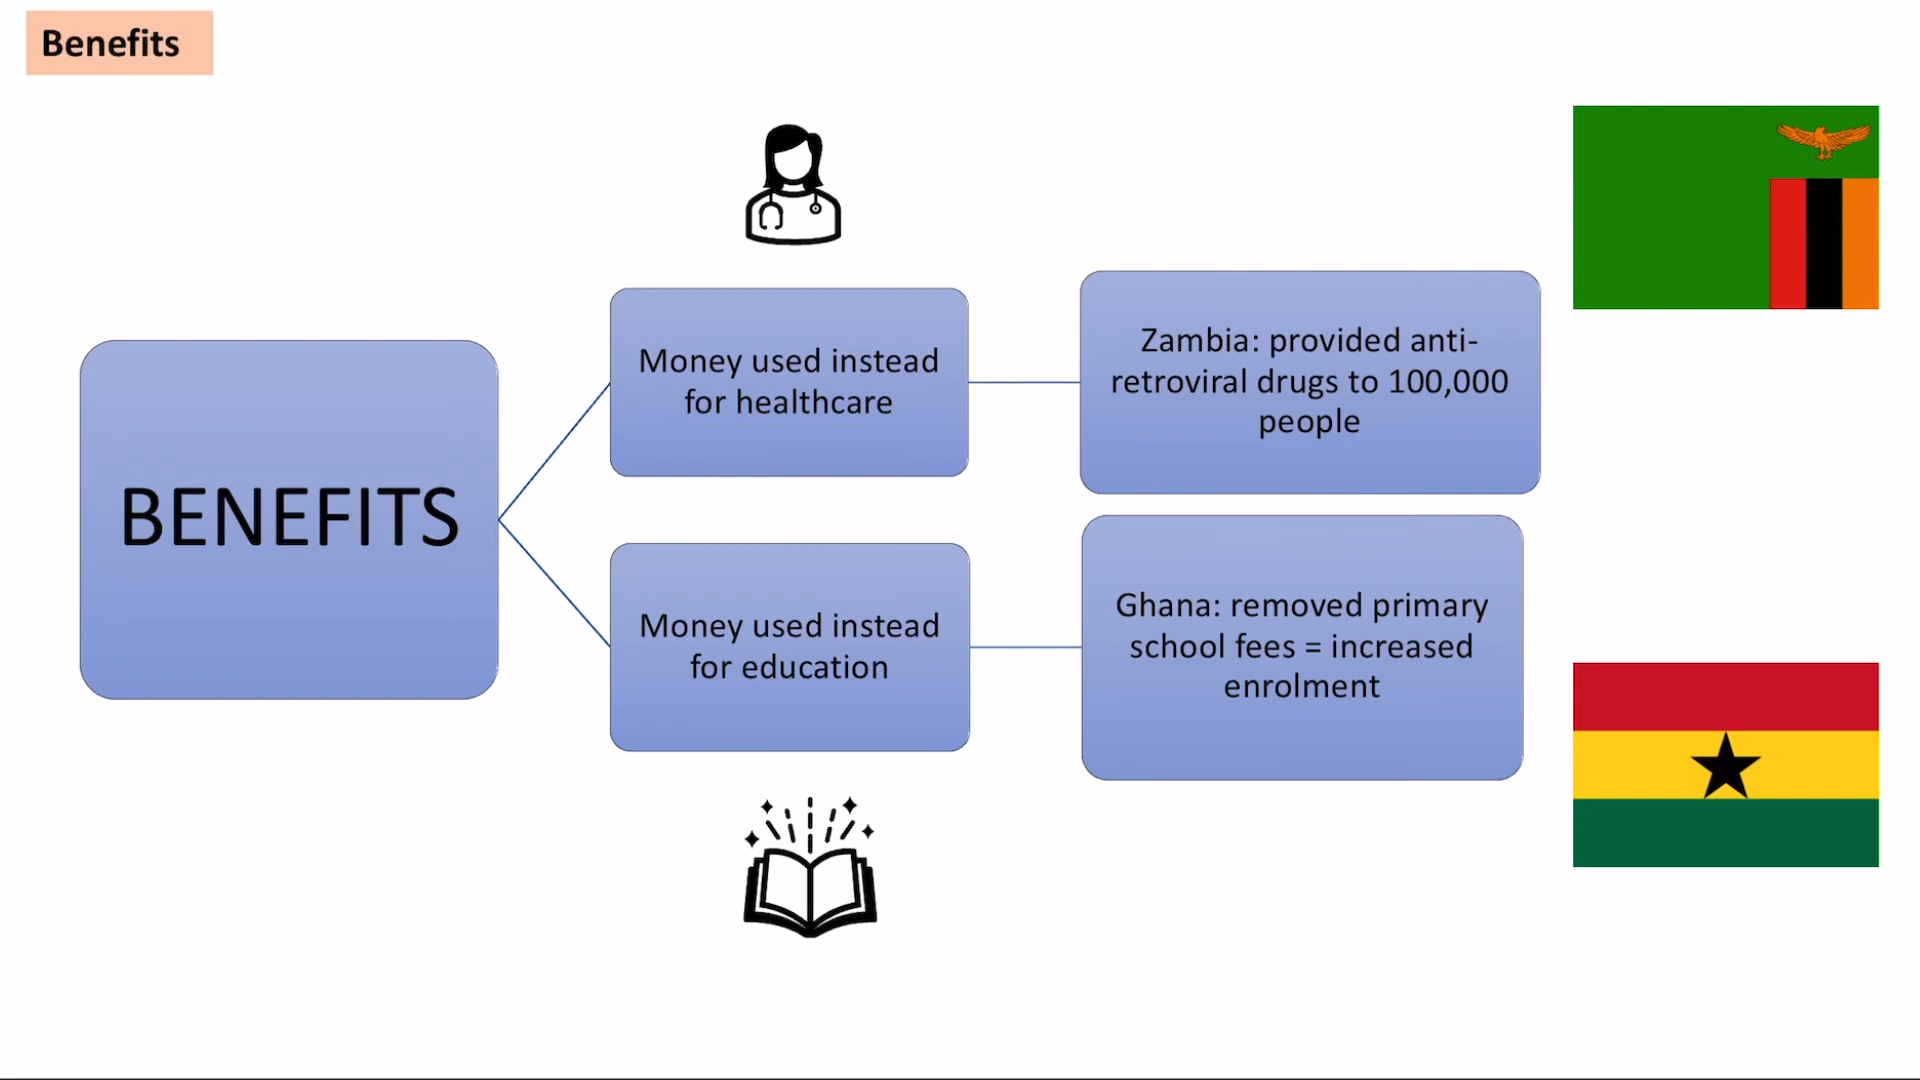 Benefits
BENEFITS
Money used instead
for healthcare
Zambia: provided anti-
retroviral drugs to 100,000
people
Money used instead
for education
Ghana: removed primary
school fees = increased
enrolment